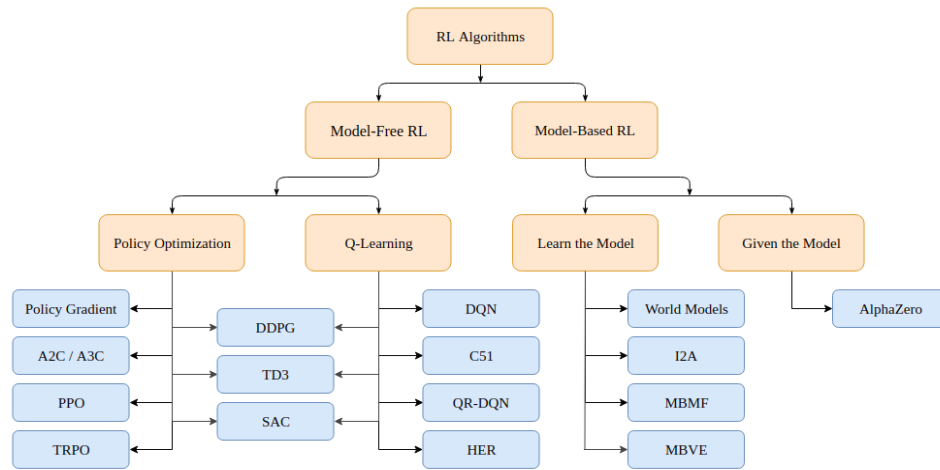 RL Algorithms
Model-Free RL
Model-Based RL
Policy Optimization
Q-Learning
Learn the Model
Given the Model
Policy Gradient
A2C / A3C
PPO
TRPO
DDPG
TD3
SAC
DQN
C51
QR-DQN
HER
World Models
I2A
MBMF
MBVE
AlphaZero